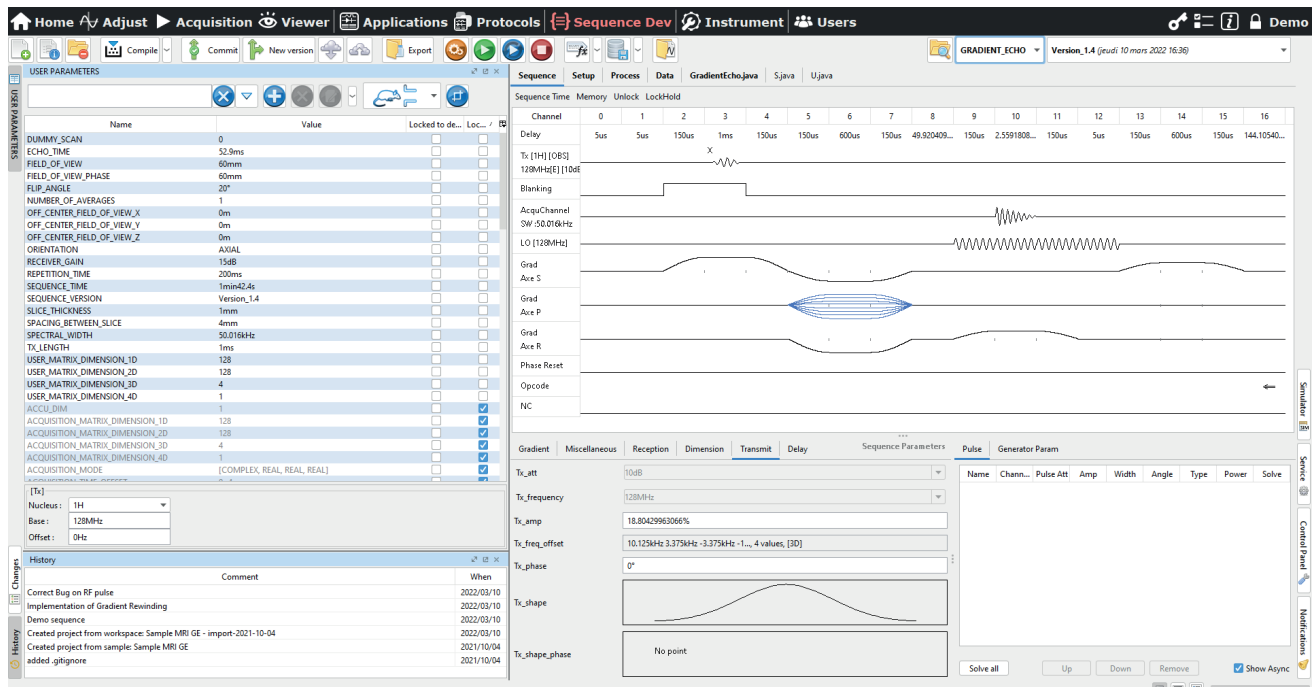 Home Adjust Acquisition Viewer Applications Protocols Sequence Dev Instrument Users Demo
Compile Commit New version Export fx N GRADIENT_ECHO Version_1.4 (jeudi 10 mars 2022 16:36)
USER PARAMETERS
USER PARAMETERS
Name Value Locked to de... Loc...
DUMMY_SCAN 0
ECHO_TIME 52.9ms
FIELD_OF_VIEW 60mm
FIELD_OF_VIEW_PHASE 60mm
FLIP_ANGLE 20°
NUMBER_OF_AVERAGES 1
OFF_CENTER_FIELD_OF_VIEW_X 0m
OFF_CENTER_FIELD_OF_VIEW_Y 0m
OFF_CENTER_FIELD_OF_VIEW_Z 0m
ORIENTATION AXIAL
RECEIVER_GAIN 15dB
REPETITION_TIME 200ms
SEQUENCE_TIME 1min42.4s
SEQUENCE_VERSION Version_1.4
SLICE_THICKNESS 1mm
SPACING_BETWEEN_SLICE 4mm
SPECTRAL_WIDTH 50.016kHz
TX_LENGTH 1ms
USER_MATRIX_DIMENSION_1D 128
USER_MATRIX_DIMENSION_2D 128
USER_MATRIX_DIMENSION_3D 4
USER_MATRIX_DIMENSION_4D 1
ACCU_DIM 1
ACQUISITION_MATRIX_DIMENSION_1D 128
ACQUISITION_MATRIX_DIMENSION_2D 128
ACQUISITION_MATRIX_DIMENSION_3D 4
ACQUISITION_MATRIX_DIMENSION_4D 1
ACQUISITION_MODE [COMPLEX, REAL, REAL, REAL]
[Tx]
Nucleus : 1H
Base : 128MHz
Offset : 0Hz
Changes
History
History
Comment When
Correct Bug on RF pulse 2022/03/10
Implementation of Gradient Rewinding 2022/03/10
Demo sequence 2022/03/10
Created project from workspace: Sample MRI GE - import-2021-10-04 2022/03/10
Created project from sample: Sample MRI GE 2021/10/04
added .gitignore 2021/10/04
Sequence Setup Process Data GradientEcho.java S.java U.java
Sequence Time Memory Unlock LockHold
Channel 0 1 2 3 4 5 6 7 8 9 10 11 12 13 14 15 16
Delay 5us 5us 150us 1ms 150us 150us 600us 150us 49.920409... 150us 2.5591808... 150us 5us 150us 600us 150us 144.10540...
Tx [1H] [OBS] X
128MHz[E] [10dE
Blanking
AcquChannel
SW :50.016kHz
LO [128MHz]
Grad
Axe S
Grad
Axe P
Grad
Axe R
Phase Reset
Opcode
NC
Gradient Miscellaneous Reception Dimension Transmit Delay Sequence Parameters
Tx_att 10dB
Tx_frequency 128MHz
Tx_amp 18.80429963066%
Tx_freq_offset 10.125kHz 3.375kHz -3.375kHz -1..., 4 values, [3D]
Tx_phase 0°
Tx_shape
Tx_shape_phase No point
Pulse Generator Param
Name Chann... Pulse Att Amp Width Angle Type Power Solve
Solve all Up Down Remove Show Async
Simulator
Service
Control Panel
Notifications